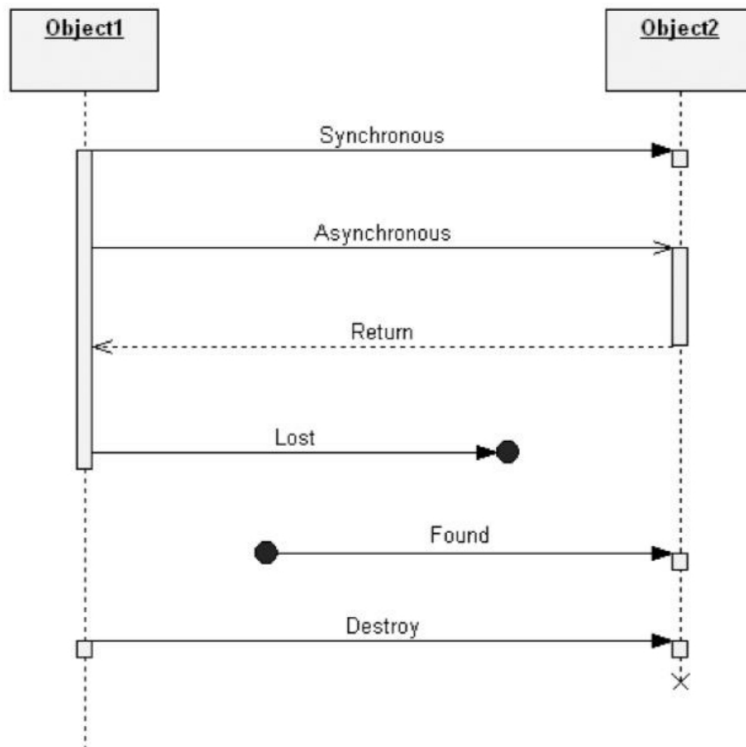 Object1
Object2
Synchronous
Asynchronous
Return
Lost
Found
Destroy